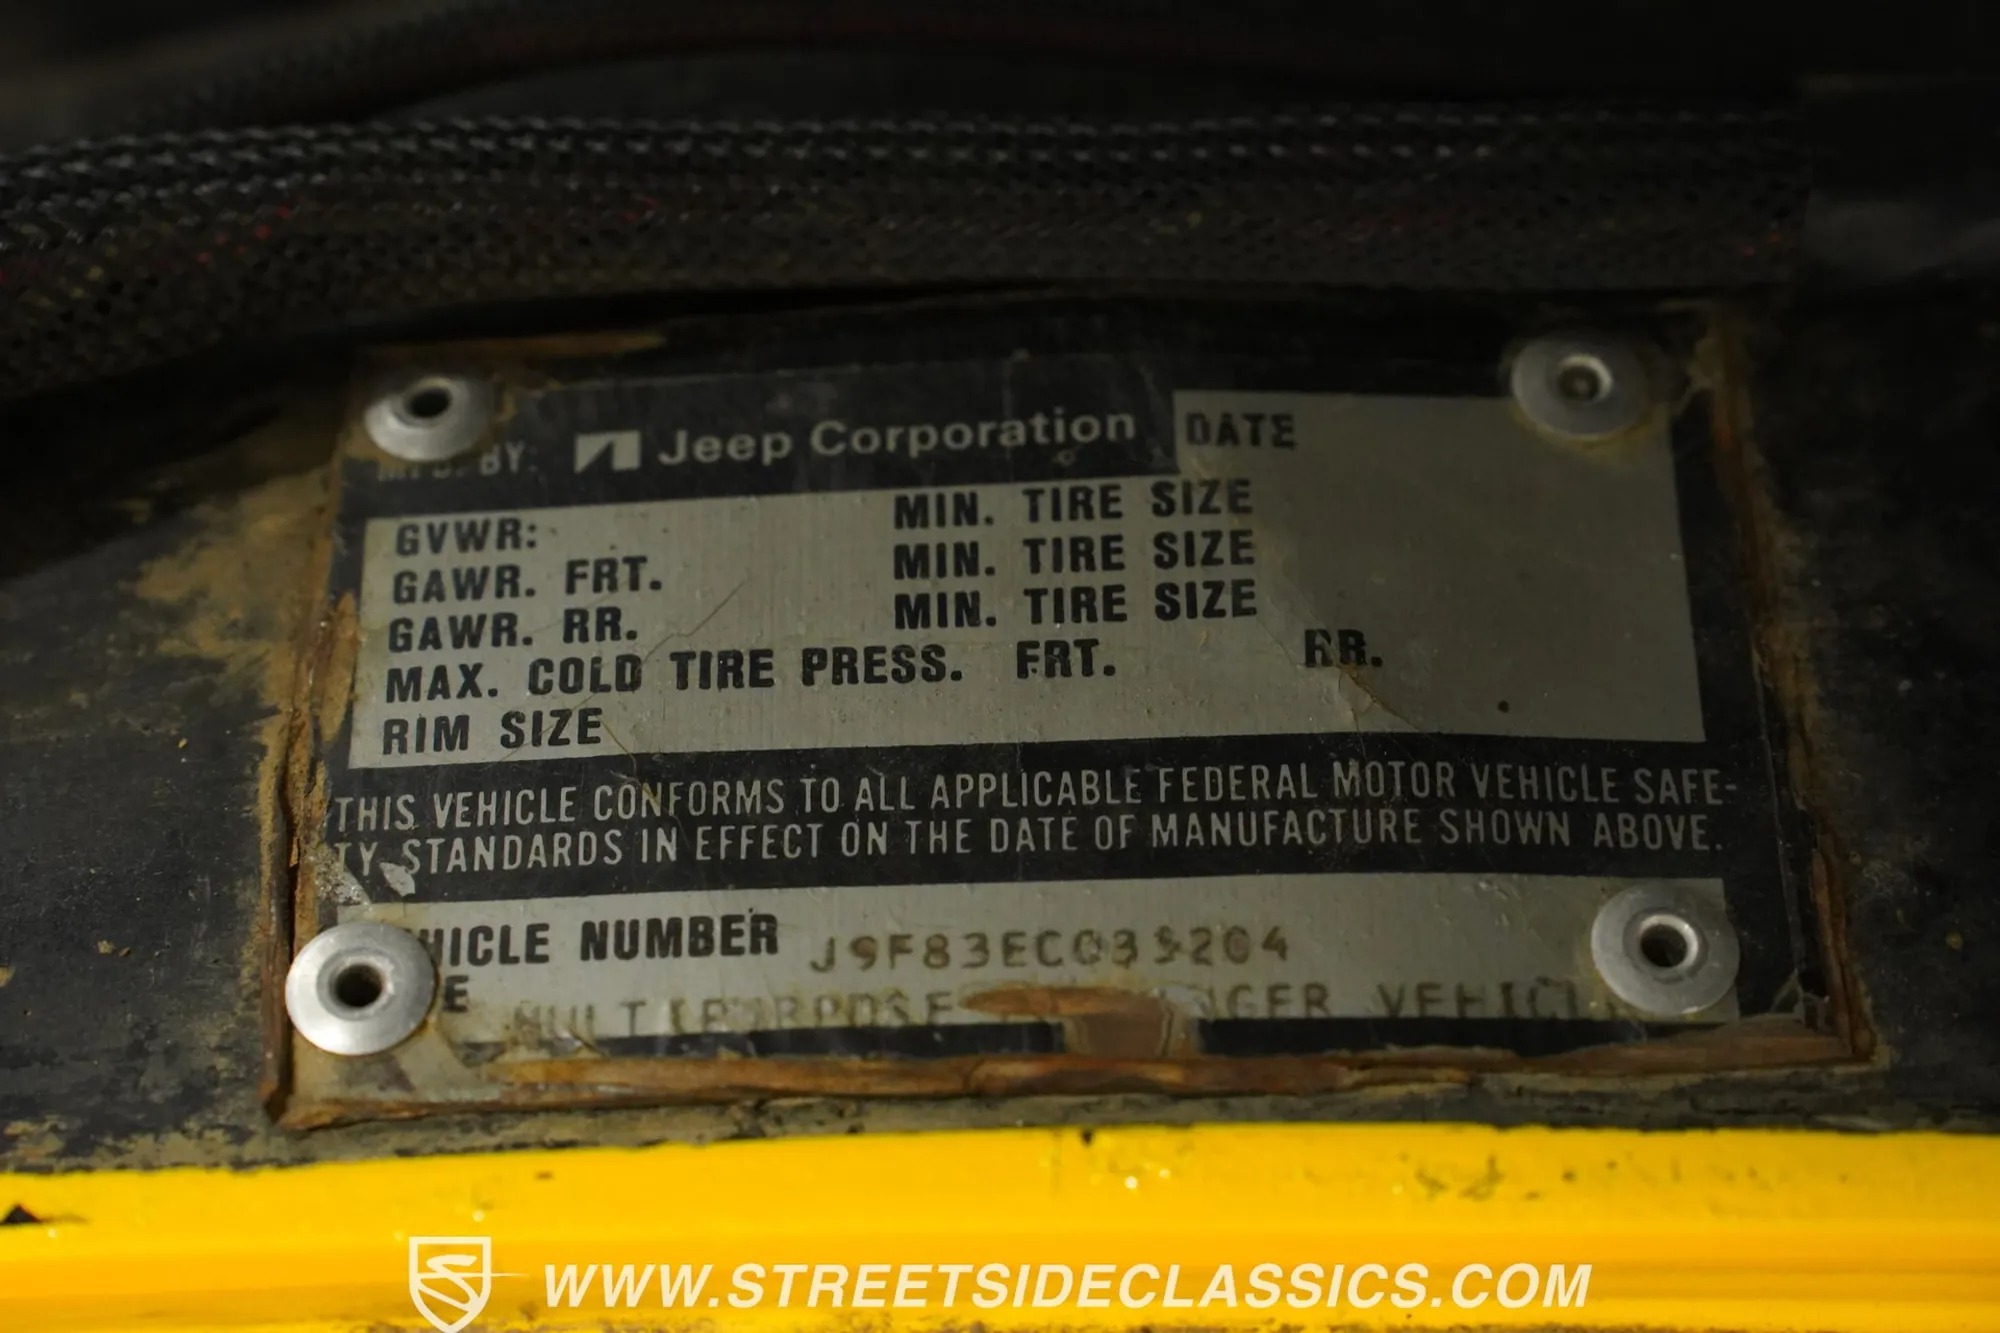 MFD. BY: Jeep Corporation DATE
GVWR: MIN. TIRE SIZE
GAWR. FRT. MIN. TIRE SIZE
GAWR. RR. MIN. TIRE SIZE
MAX. COLD TIRE PRESS. FRT. RR.
RIM SIZE
THIS VEHICLE CONFORMS TO ALL APPLICABLE FEDERAL MOTOR VEHICLE SAFE-
TY STANDARDS IN EFFECT ON THE DATE OF MANUFACTURE SHOWN ABOVE.
HICLE NUMBER
E MULTIPURPOSE NGER VEHICL
WWW.STREETSIDECLASSICS.COM